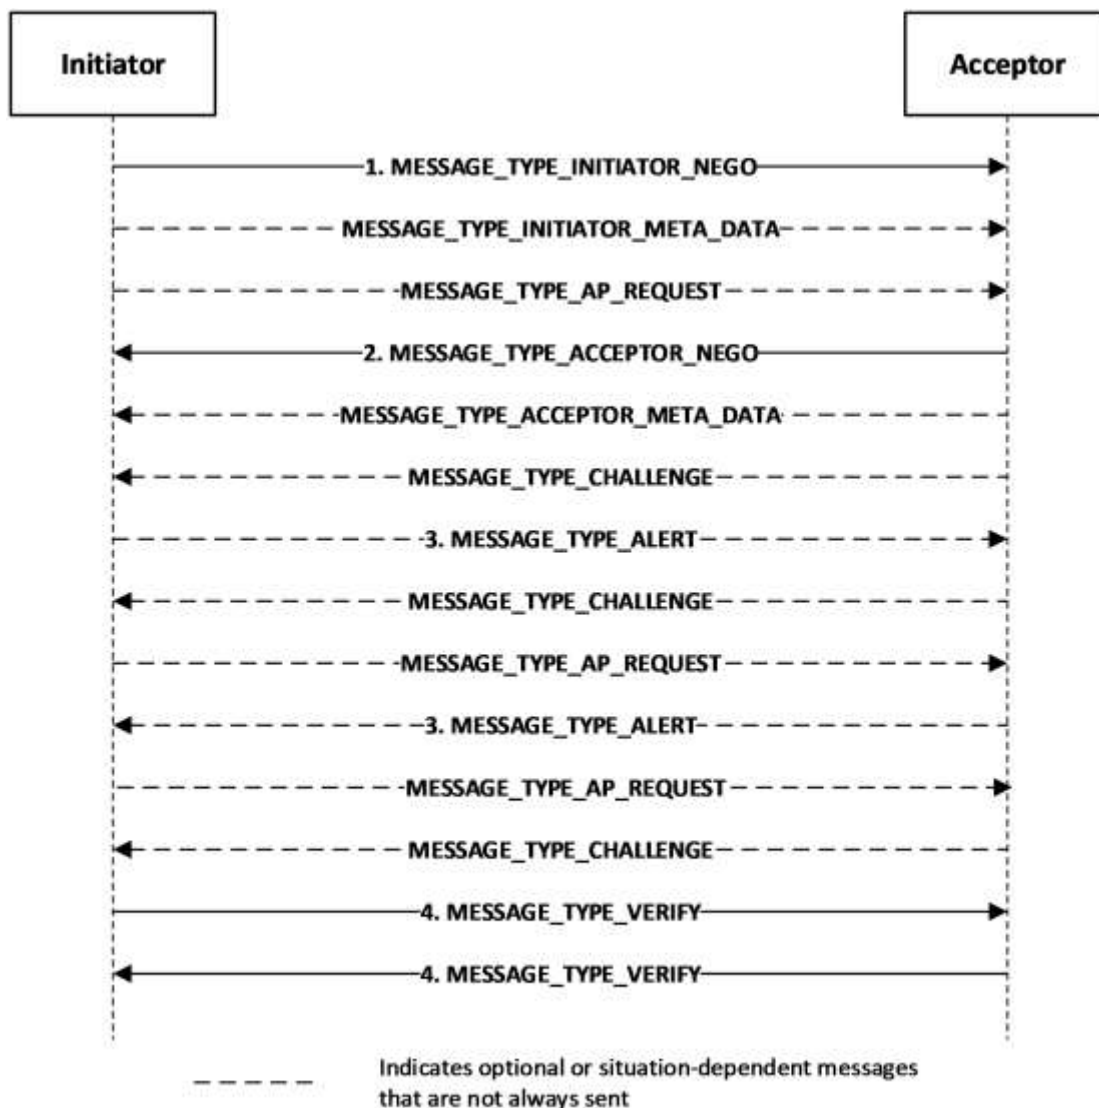 Initiator
Acceptor
1. MESSAGE_TYPE_INITIATOR_NEGO
MESSAGE_TYPE_INITIATOR_META_DATA
MESSAGE_TYPE_AP_REQUEST
2. MESSAGE_TYPE_ACCEPTOR_NEGO
MESSAGE_TYPE_ACCEPTOR_META_DATA
MESSAGE_TYPE_CHALLENGE
3. MESSAGE_TYPE_ALERT
MESSAGE_TYPE_CHALLENGE
MESSAGE_TYPE_AP_REQUEST
3. MESSAGE_TYPE_ALERT
MESSAGE_TYPE_AP_REQUEST
MESSAGE_TYPE_CHALLENGE
4. MESSAGE_TYPE_VERIFY
4. MESSAGE_TYPE_VERIFY
Indicates optional or situation-dependent messages
that are not always sent